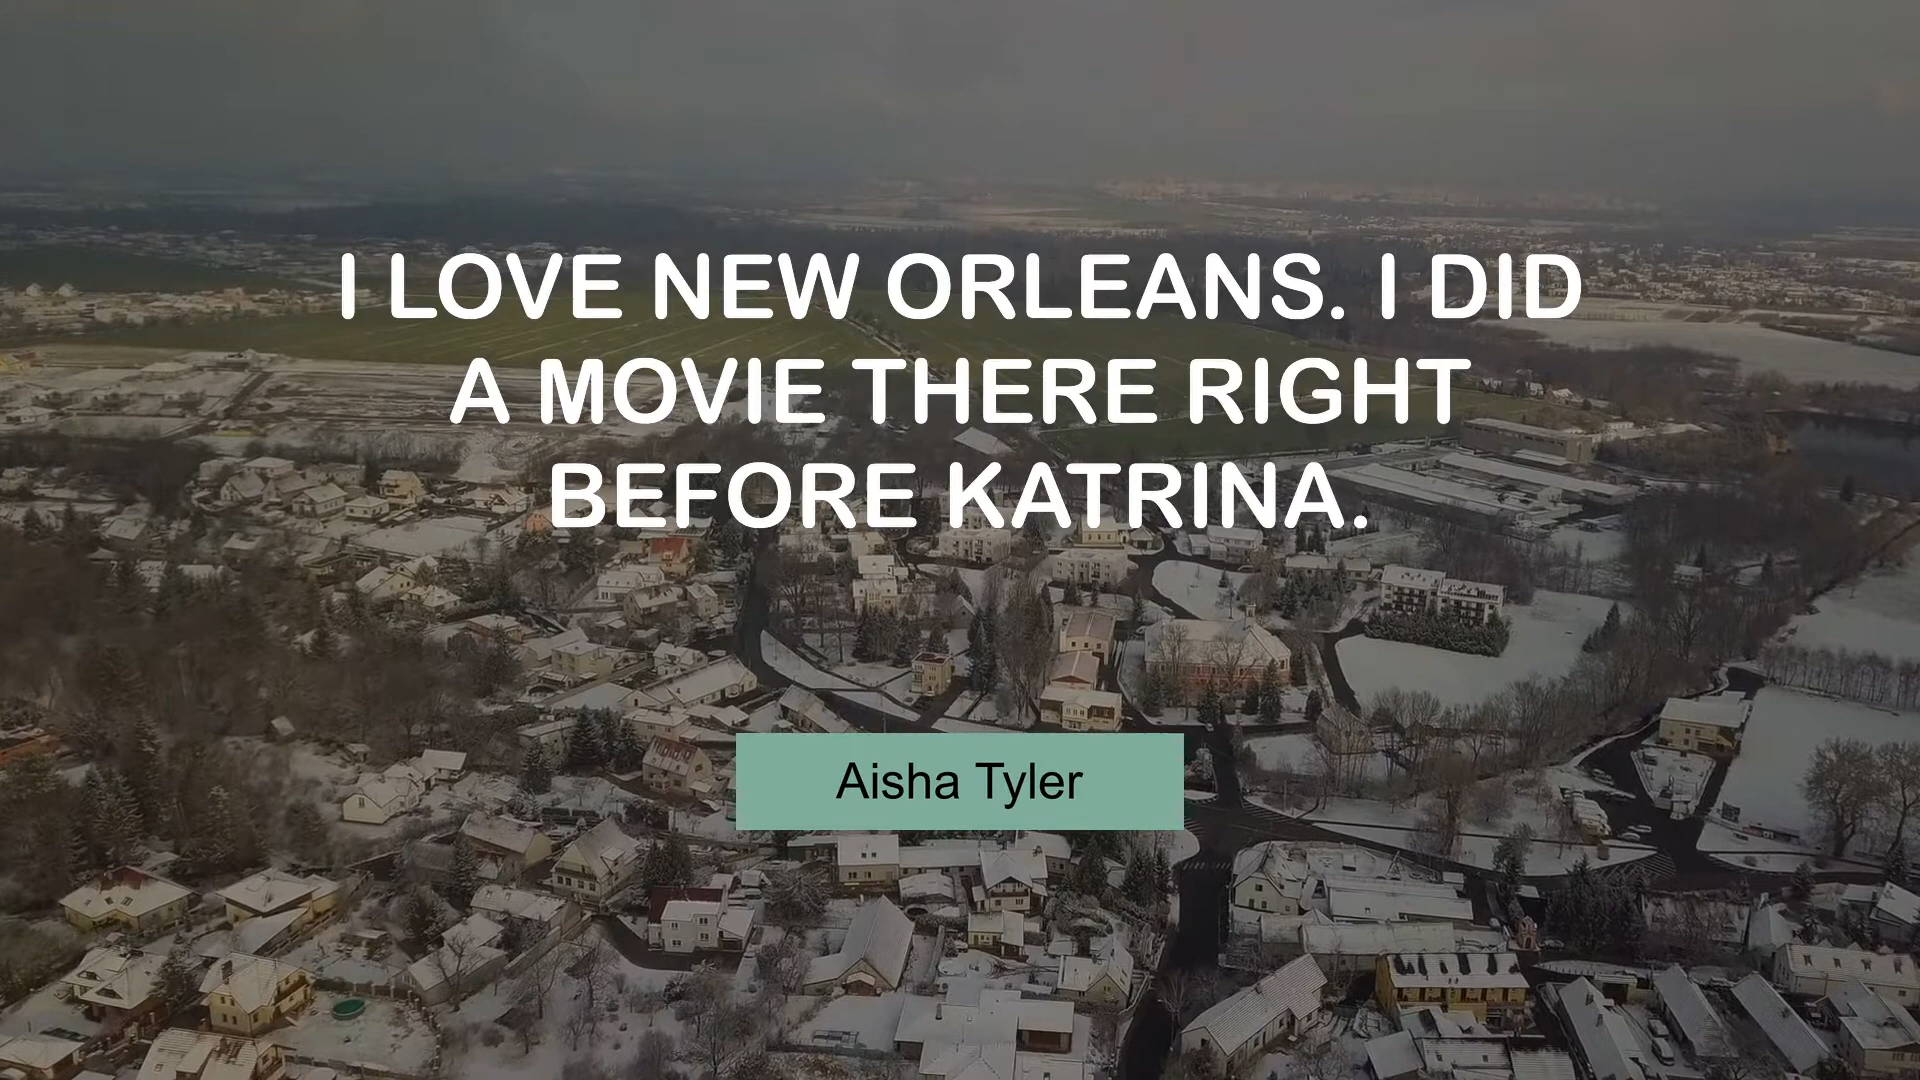 I LOVE NEW ORLEANS. I DID
A MOVIE THERE RIGHT
BEFORE KATRINA.
Aisha Tyler